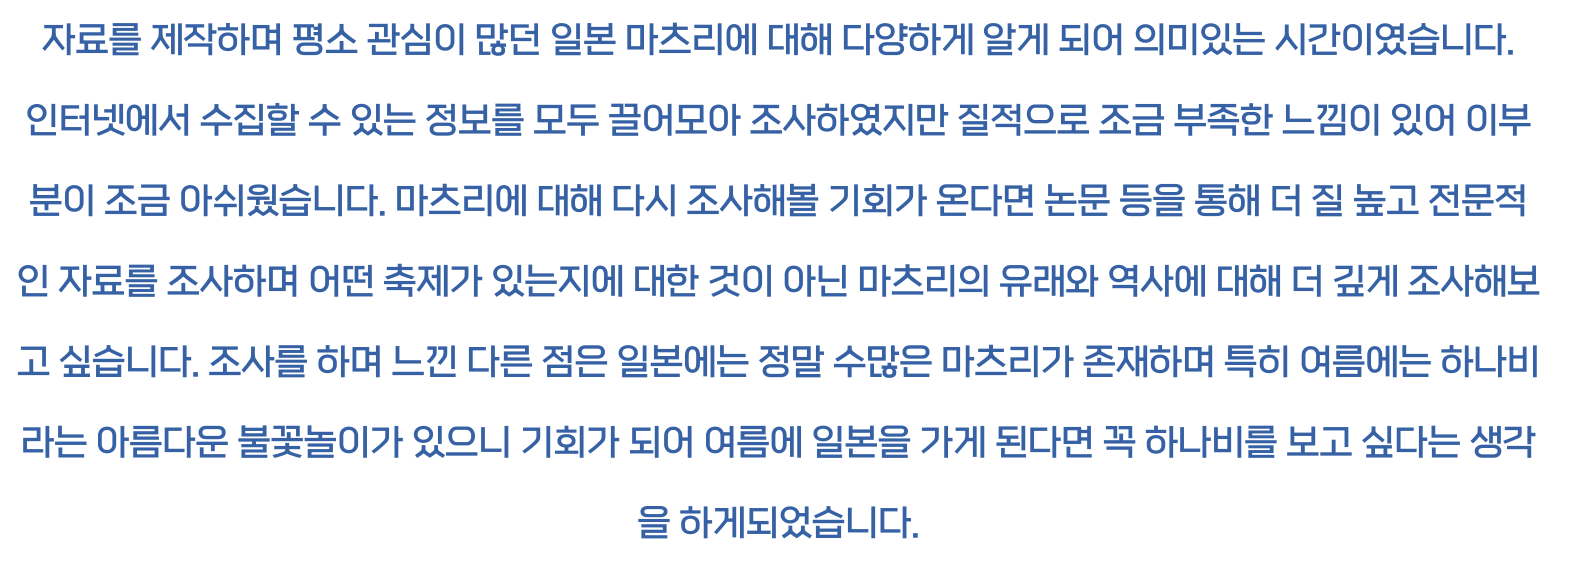 자료를 제작하며 평소 관심이 많던 일본 마츠리에 대해 다양하게 알게 되어 의미있는 시간이였습니다.
인터넷에서 수집할 수 있는 정보를 모두 끌어모아 조사하였지만 질적으로 조금 부족한 느낌이 있어 이부
분이 조금 아쉬웠습니다. 마츠리에 대해 다시 조사해볼 기회가 온다면 논문 등을 통해 더 질 높고 전문적
인 자료를 조사하며 어떤 축제가 있는지에 대한 것이 아닌 마츠리의 유래와 역사에 대해 더 깊게 조사해보
고 싶습니다. 조사를 하며 느낀 다른 점은 일본에는 정말 수많은 마츠리가 존재하며 특히 여름에는 하나비
라는 아름다운 불꽃놀이가 있으니 기회가 되어 여름에 일본을 가게 된다면 꼭 하나비를 보고 싶다는 생각
을 하게되었습니다.